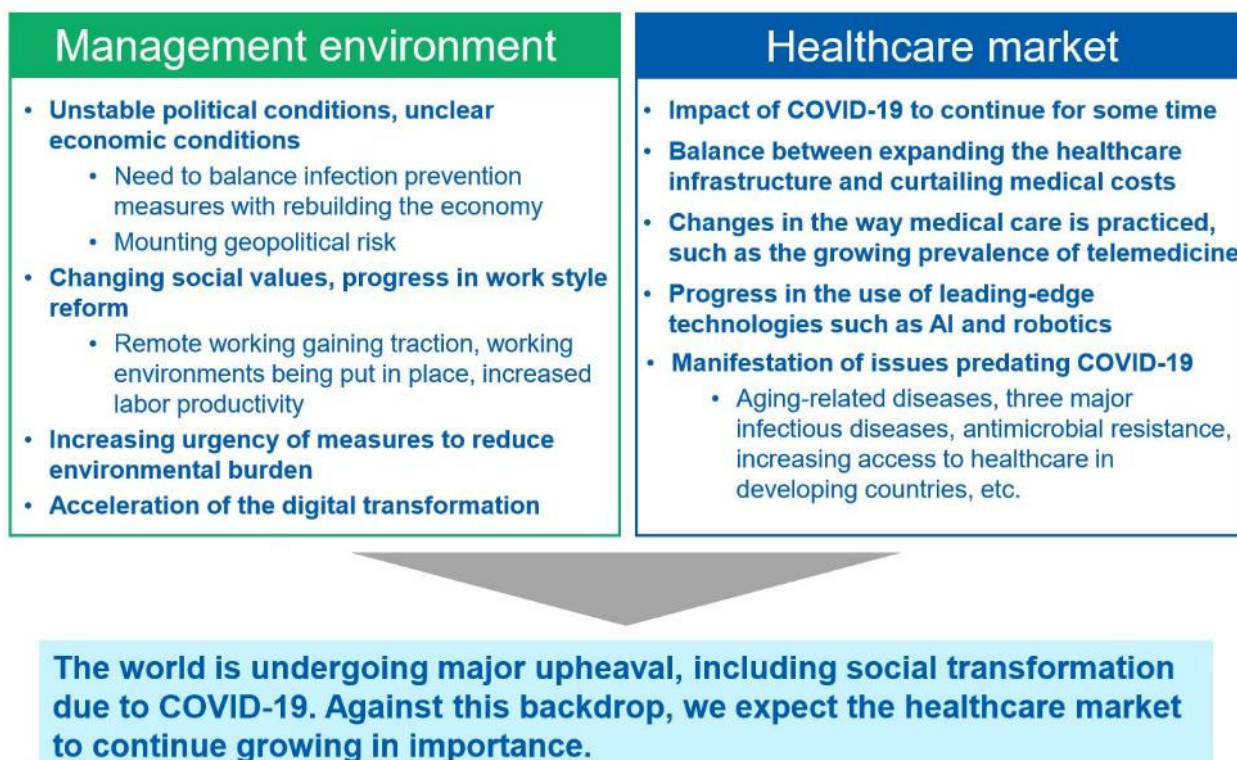 Management environment
• Unstable political conditions, unclear
economic conditions
• Need to balance infection prevention
measures with rebuilding the economy
• Mounting geopolitical risk
• Changing social values, progress in work style
reform
• Remote working gaining traction, working
environments being put in place, increased
labor productivity
• Increasing urgency of measures to reduce
environmental burden
• Acceleration of the digital transformation
Healthcare market
• Impact of COVID-19 to continue for some time
• Balance between expanding the healthcare
infrastructure and curtailing medical costs
• Changes in the way medical care is practiced,
such as the growing prevalence of telemedicine
• Progress in the use of leading-edge
technologies such as AI and robotics
• Manifestation of issues predating COVID-19
• Aging-related diseases, three major
infectious diseases, antimicrobial resistance,
increasing access to healthcare in
developing countries, etc.
The world is undergoing major upheaval, including social transformation
due to COVID-19. Against this backdrop, we expect the healthcare market
to continue growing in importance.